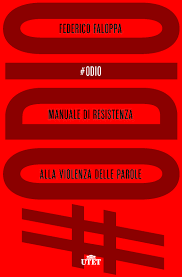 FEDERICO FALOPPA
#ODIO
MANUALE DI RESISTENZA
ALLA VIOLENZA DELLE PAROLE
UTET